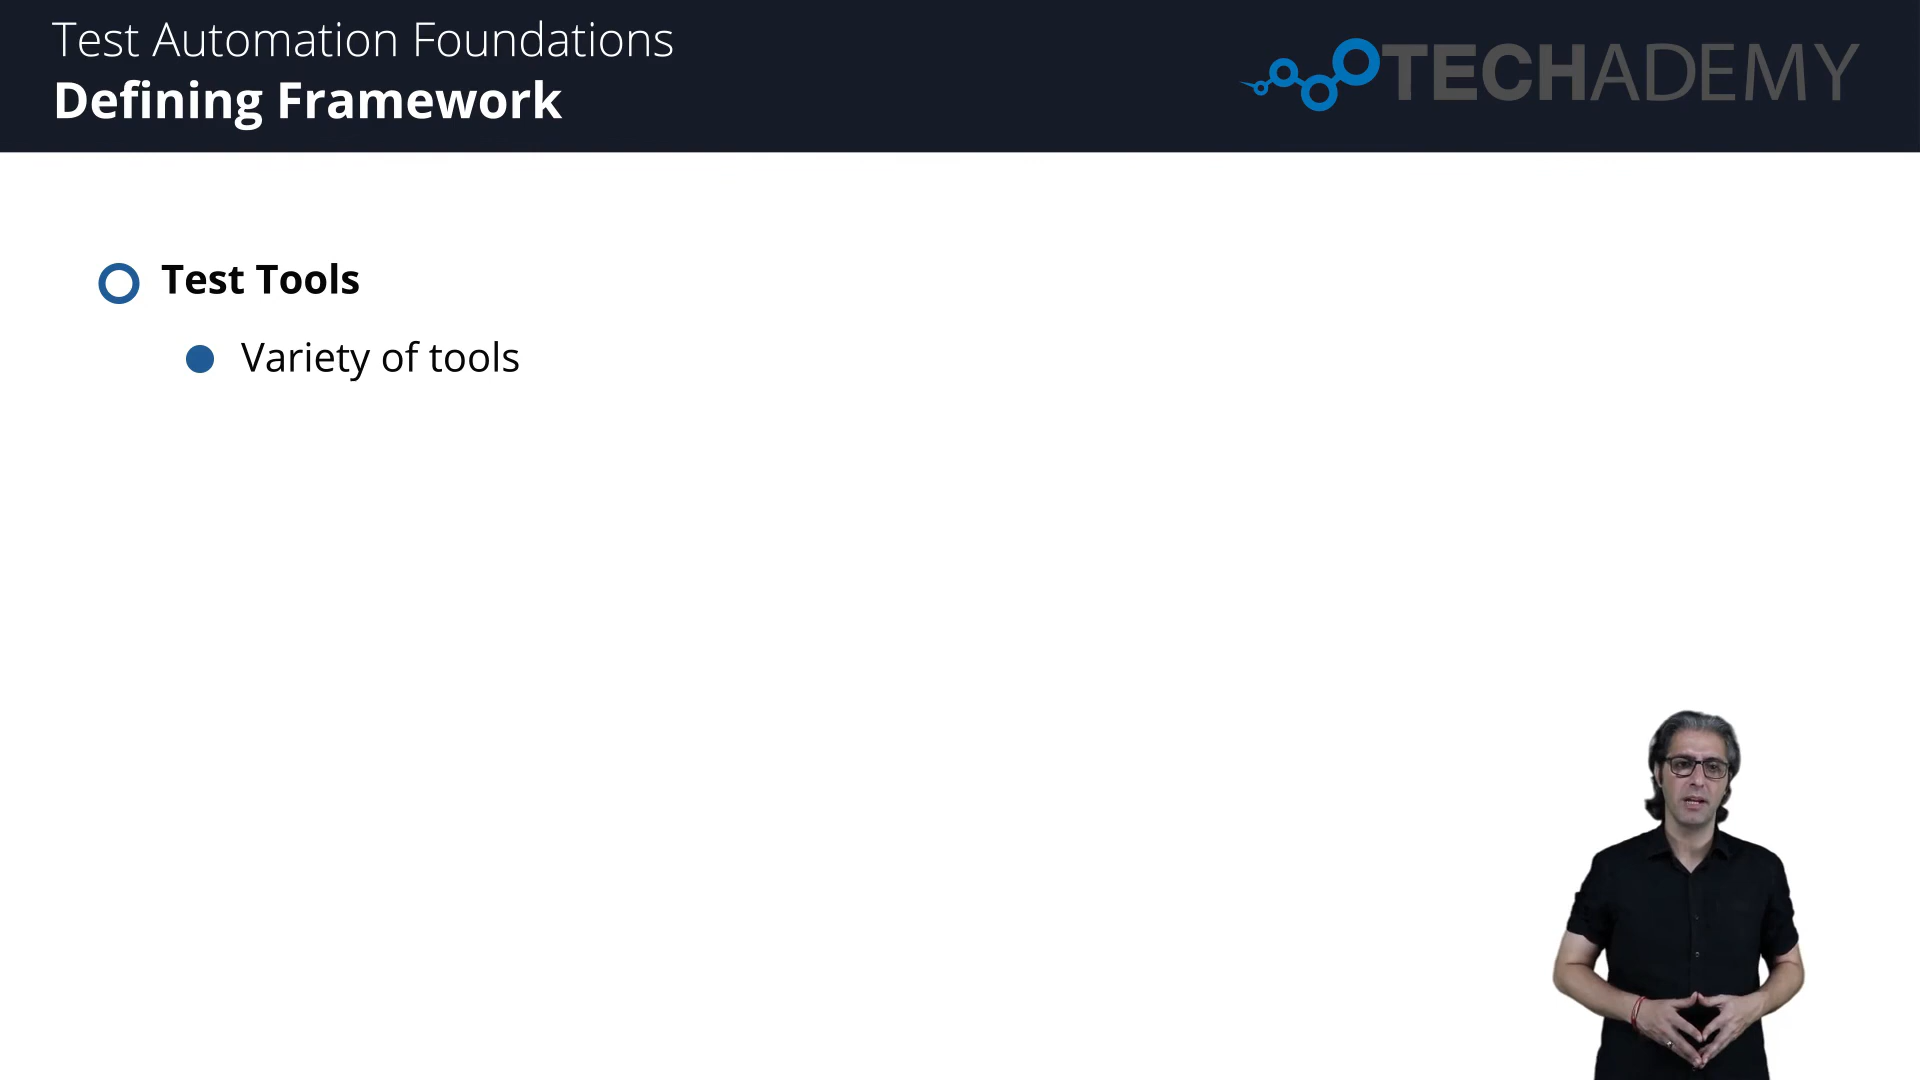 Test Automation Foundations
Defining Framework
TECHADEMY
Test Tools
Variety of tools